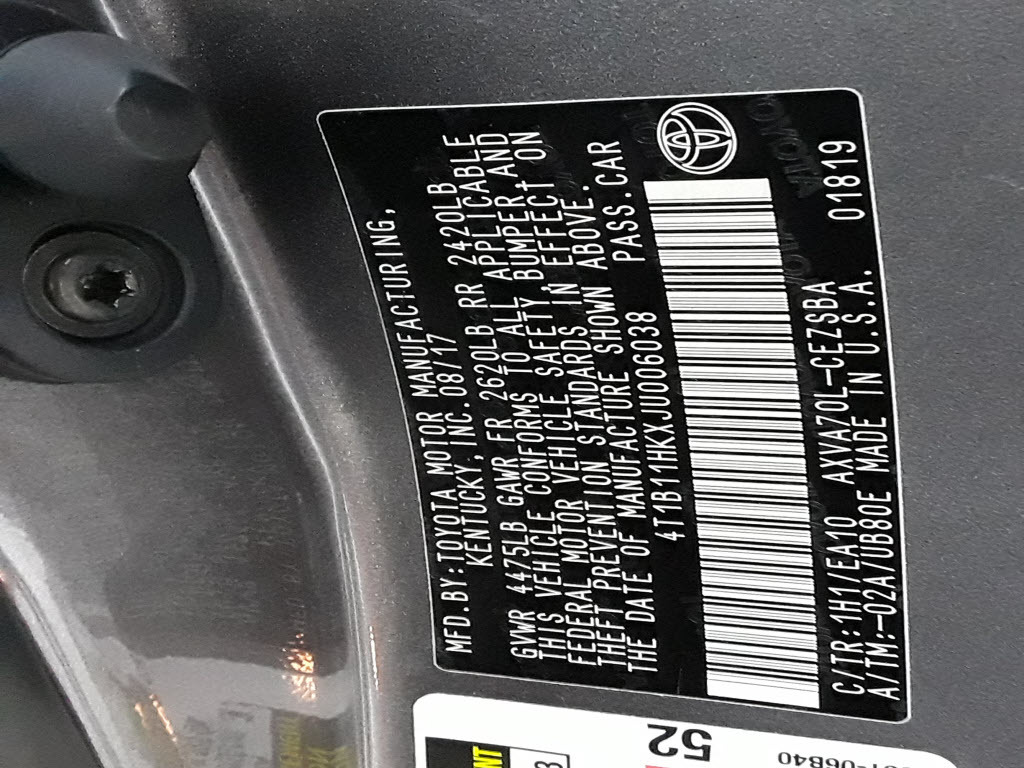 MFD.BY:TOYOTA MOTOR MANUFACTURING,
KENTUCKY,INC.08/17
GVWR 4475LB GAWR FR 2620LB RR 2420LB
THIS VEHICLE CONFORMS TO ALL APPLICABLE
FEDERAL MOTOR VEHICLE SAFETY,BUMPER,AND
THEFT PREVENTION STANDARDS IN EFFECT ON
THE DATE OF MANUFACTURE SHOWN ABOVE.
4T1B11HKXJU006038 PASS.CAR
C/TR:1H1/EA10 AXVA70L-CEZSBA 01819
A/TM:-02A/UB80E MADE IN U.S.A.
52
06B40